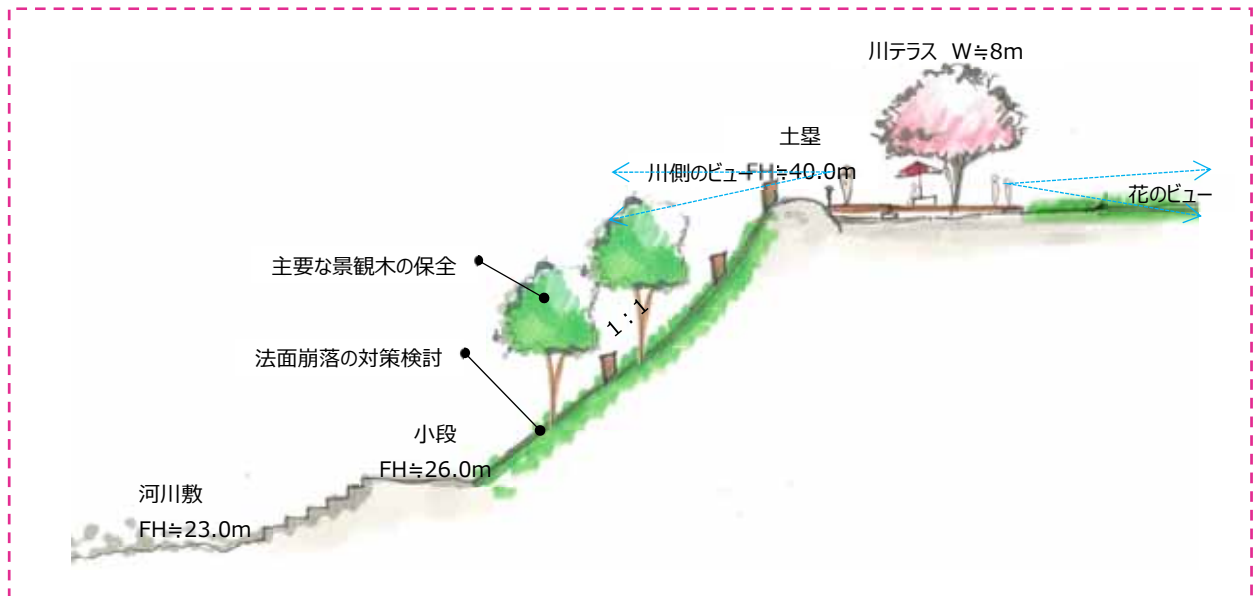 川テラス W≒8m
土塁
FH≒40.0m
川側のビュー
花のビュー
主要な景観木の保全
1:1
法面崩落の対策検討
小段
FH≒26.0m
河川敷
FH≒23.0m